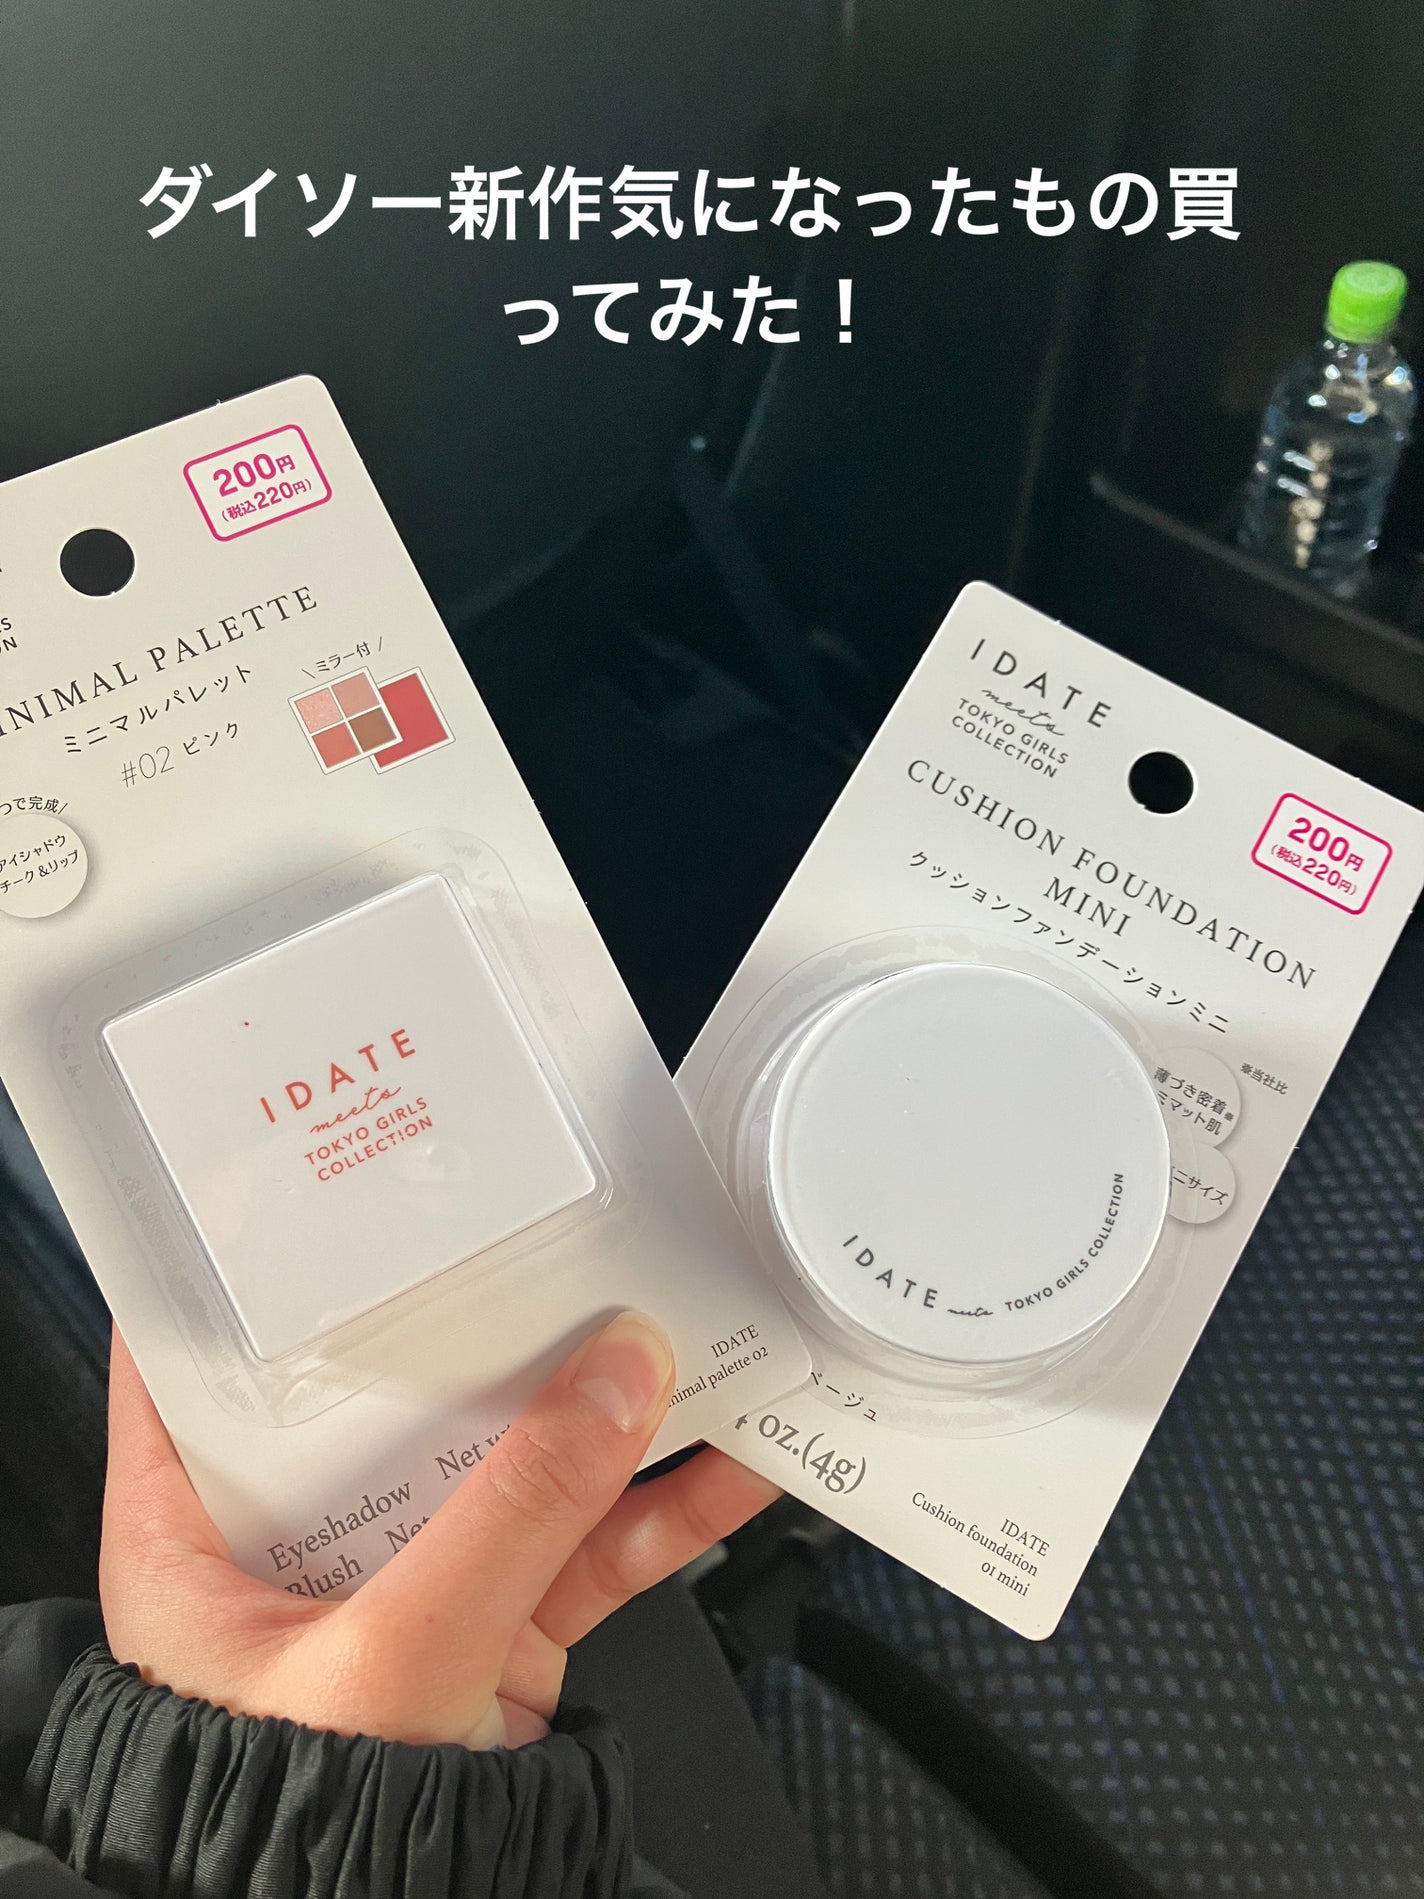 ダイソー新作気になったもの買
ってみた！
200円
(税込220円)
PALETTE
ミニマルパレット
#02 ピンク
\ ミラー付 /
つで完成/
アイシャドウ
チーク&リップ
IDATE
meets
TOKYO GIRLS
COLLECTION
IDATE
palette 02
Eyeshadow Net
Blush
IDATE
meets
TOKYO GIRLS
COLLECTION
200円
(税込220円)
CUSHION FOUNDATION
MINI
クッションファンデーションミニ
※当社比
薄づき密着※
マット肌
サイズ
IDATE meets TOKYO GIRLS COLLECTION
ベージュ
oz.(4g)
IDATE
Cushion foundation
01 mini